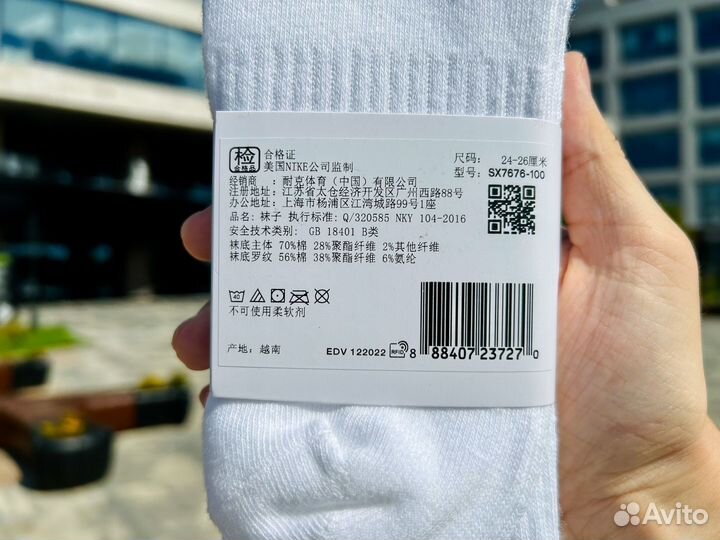 检
合格品
合格证
美国NIKE公司监制
尺码: 24-26厘米
型号: SX7676-100
经销商 : 耐克体育（中国）有限公司
注册地址: 江苏省太仓经济开发区广州西路88号
办公地址: 上海市杨浦区江湾城路99号1座
品名: 袜子 执行标准: Q/320585 NKY 104-2016
安全技术类别: GB 18401 B类
袜底主体 70%棉 28%聚酯纤维 2%其他纤维
袜底罗纹 56%棉 38%聚酯纤维 6%氨纶
40
不可使用柔软剂
产地: 越南
EDV 122022
RFID
8 88407 23727 0
Avito